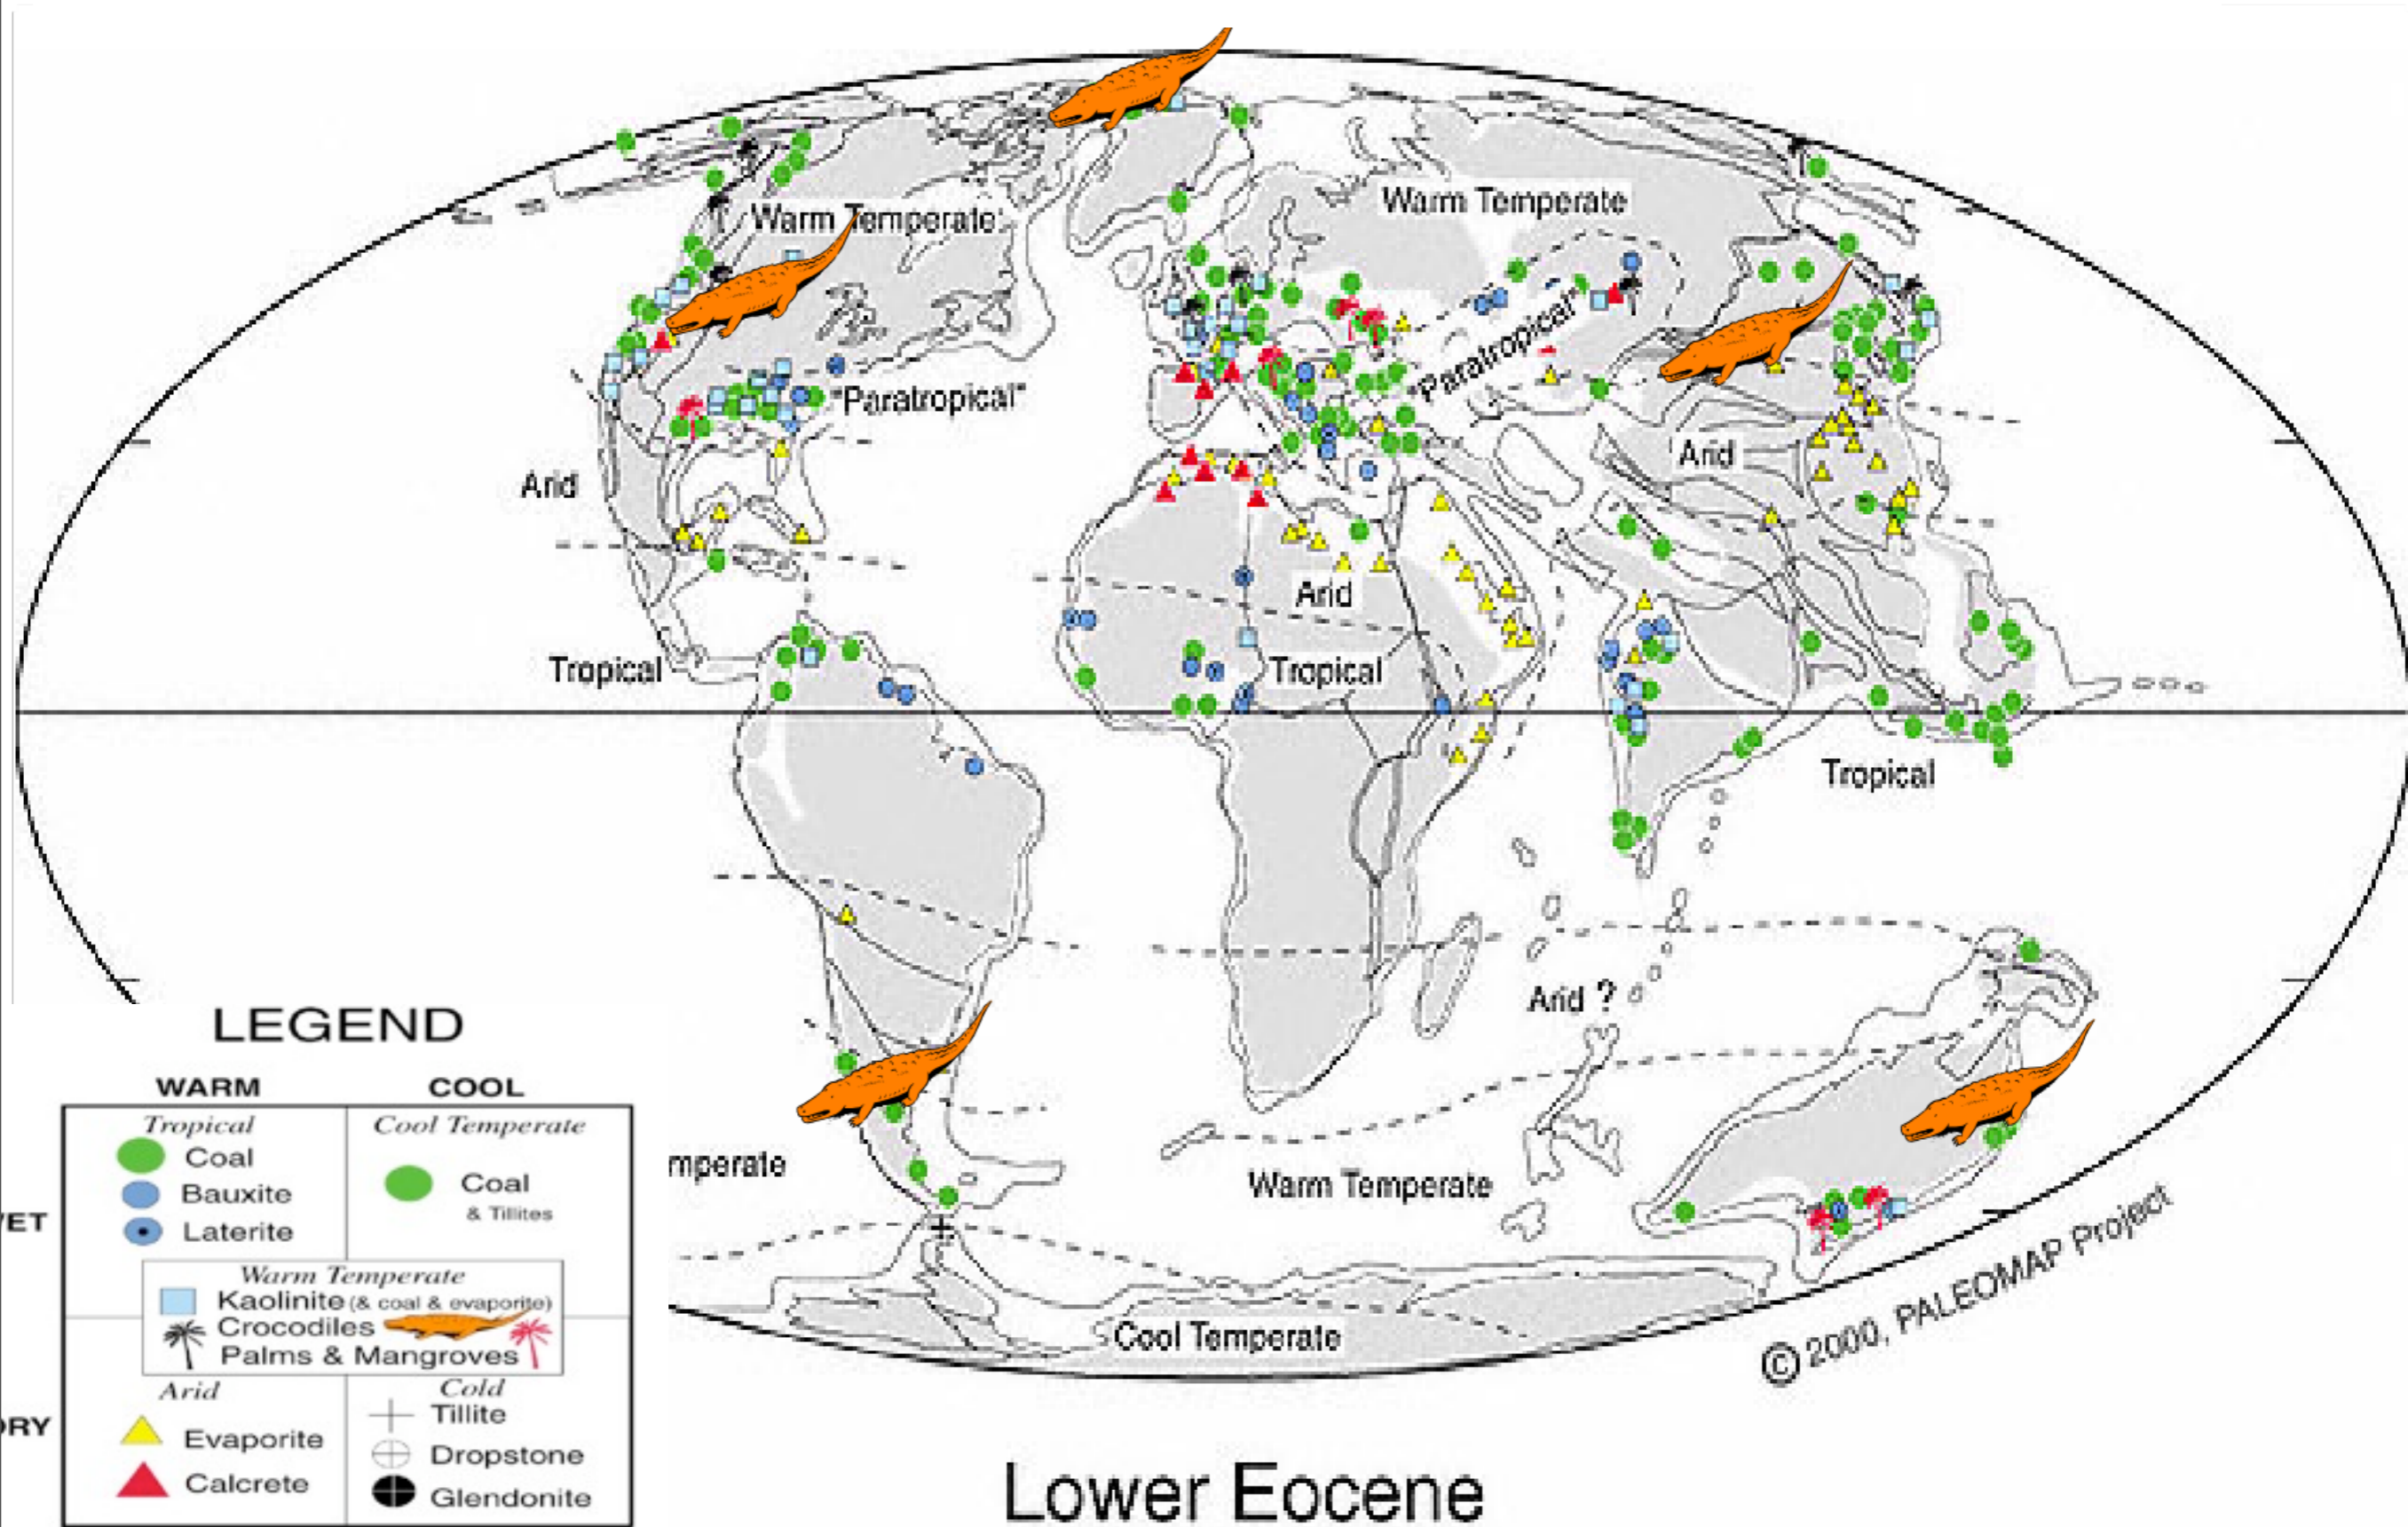 Warm Temperate
Warm Temperate
"Paratropical"
"Paratropical"
Arid
Arid
Arid
Tropical
Tropical
Tropical
Arid ?
mperate
Warm Temperate
Cool Temperate
© 2000, PALEOMAP Project
LEGEND
WARM COOL
Tropical Cool Temperate
Coal Coal
& Tillites
Bauxite
Laterite
ET
Warm Temperate
Kaolinite (& coal & evaporite)
Crocodiles
Palms & Mangroves
Arid Cold
Tillite
Evaporite Dropstone
Calcrete Glendonite
DRY
Lower Eocene